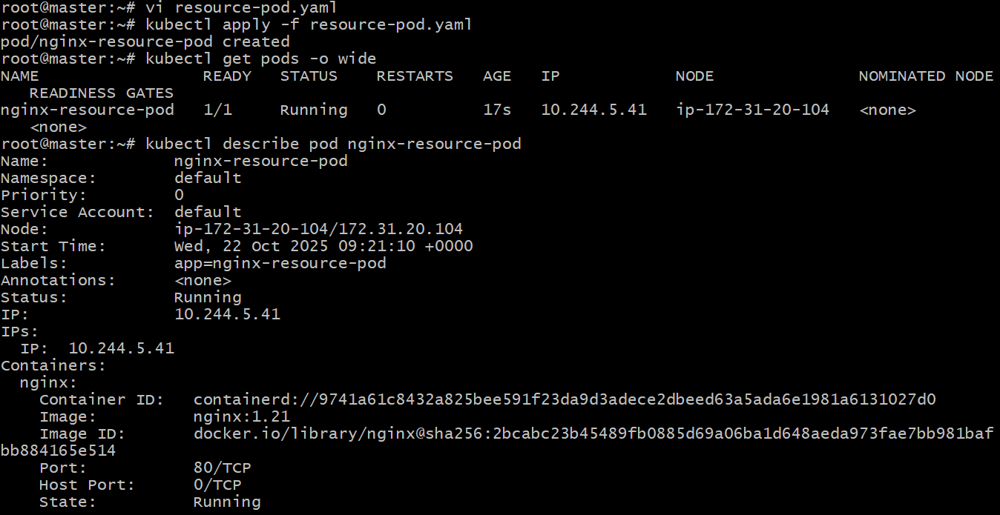 root@master:~# vi resource-pod.yaml
root@master:~# kubectl apply -f resource-pod.yaml
pod/nginx-resource-pod created
root@master:~# kubectl get pods -o wide
NAME                 READY   STATUS    RESTARTS   AGE   IP            NODE               NOMINATED NODE
   READINESS GATES
nginx-resource-pod   1/1     Running   0          17s   10.244.5.41   ip-172-31-20-104   <none>
   <none>
root@master:~# kubectl describe pod nginx-resource-pod
Name:             nginx-resource-pod
Namespace:        default
Priority:         0
Service Account:  default
Node:             ip-172-31-20-104/172.31.20.104
Start Time:       Wed, 22 Oct 2025 09:21:10 +0000
Labels:           app=nginx-resource-pod
Annotations:      <none>
Status:           Running
IP:               10.244.5.41
IPs:
  IP:  10.244.5.41
Containers:
  nginx:
    Container ID:   containerd://9741a61c8432a825bee591f23da9d3adece2dbeed63a5ada6e1981a6131027d0
    Image:          nginx:1.21
    Image ID:       docker.io/library/nginx@sha256:2bcabc23b45489fb0885d69a06ba1d648aeda973fae7bb981baf
bb884165e514
    Port:           80/TCP
    Host Port:      0/TCP
    State:          Running